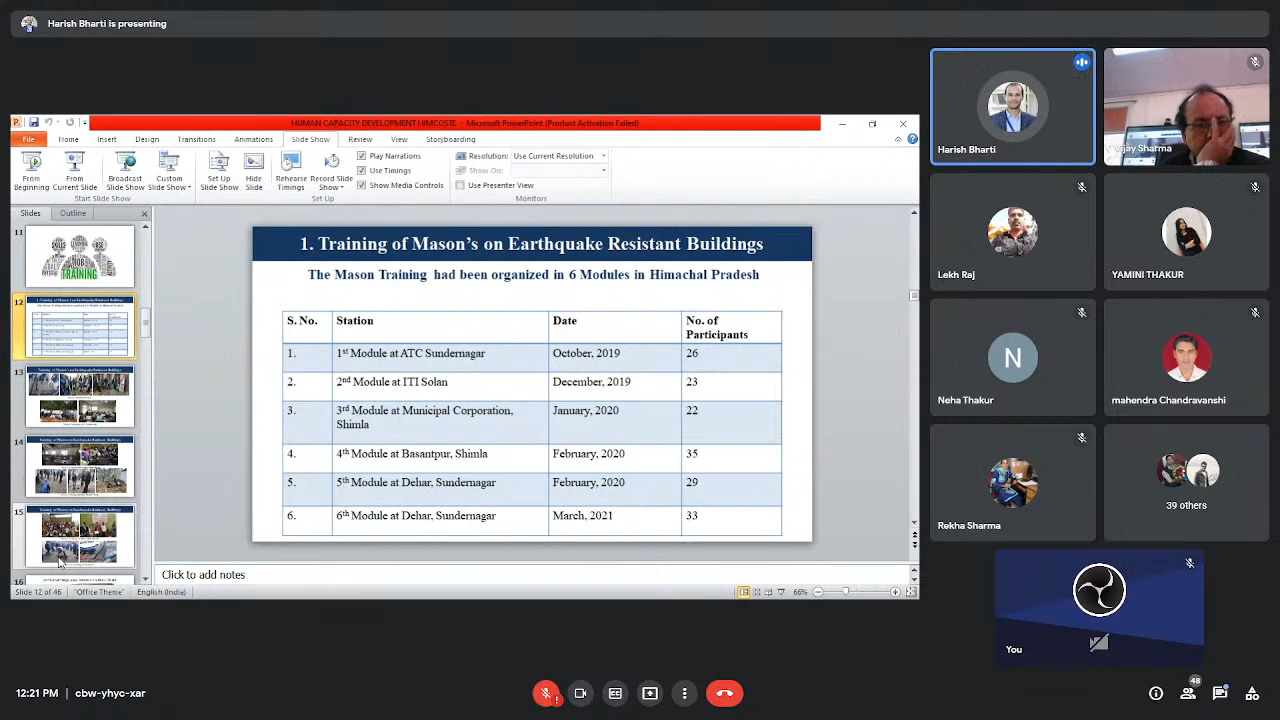 Harish Bharti is presenting
HUMAN CAPACITY DEVELOPMENT HIMCOSTE - Microsoft PowerPoint (Product Activation Failed)
File Home Insert Design Transitions Animations Slide Show Review View Storyboarding
From Beginning
From Current Slide
Broadcast Slide Show
Custom Slide Show
Start Slide Show
Set Up Slide Show
Hide Slide
Rehearse Timings
Record Slide Show
Play Narrations
Use Timings
Show Media Controls
Set Up
Resolution: Use Current Resolution
Show On:
Use Presenter View
Monitors
Slides Outline
11
TRAINING
12
13
14
15
16
1. Training of Mason's on Earthquake Resistant Buildings
The Mason Training had been organized in 6 Modules in Himachal Pradesh
S. No. Station Date No. of Participants
1. 1st Module at ATC Sundernagar October, 2019 26
2. 2nd Module at ITI Solan December, 2019 23
3. 3rd Module at Municipal Corporation, Shimla January, 2020 22
4. 4th Module at Basantpur, Shimla February, 2020 35
5. 5th Module at Dehar, Sundernagar February, 2020 29
6. 6th Module at Dehar, Sundernagar March, 2021 33
Click to add notes
Slide 12 of 46 "Office Theme" English (India) 66%
Harish Bharti
Vijay Sharma
Lekh Raj
YAMINI THAKUR
N
Neha Thakur
mahendra Chandravanshi
Rekha Sharma
39 others
You
12:21 PM cbw-yhyc-xar
48